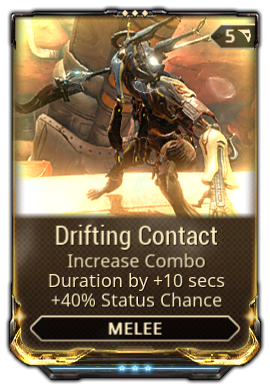 5
Drifting Contact
Increase Combo
Duration by +10 secs
+40% Status Chance
MELEE